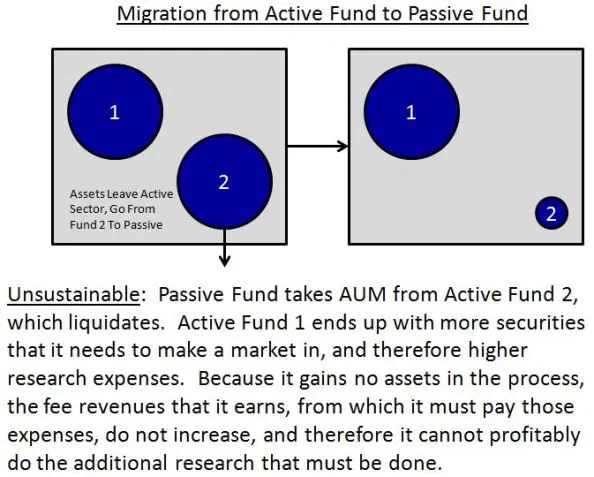 Migration from Active Fund to Passive Fund
1
2
Assets Leave Active
Sector, Go From
Fund 2 To Passive
1
2
Unsustainable: Passive Fund takes AUM from Active Fund 2,
which liquidates. Active Fund 1 ends up with more securities
that it needs to make a market in, and therefore higher
research expenses. Because it gains no assets in the process,
the fee revenues that it earns, from which it must pay those
expenses, do not increase, and therefore it cannot profitably
do the additional research that must be done.